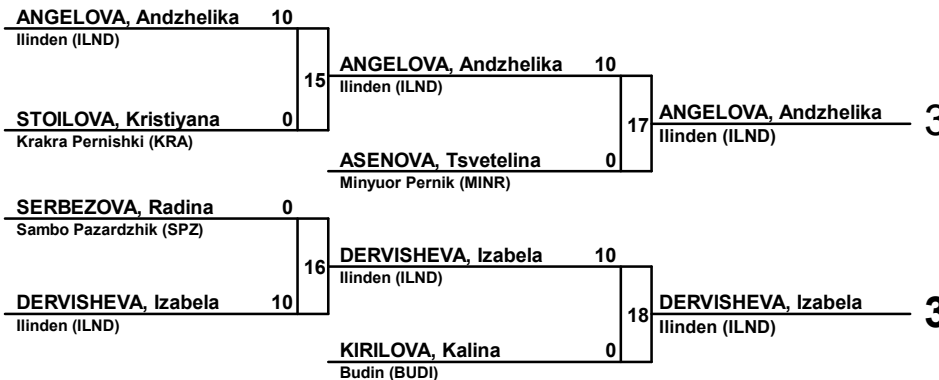 ANGELOVA, Andzhelika 10
Ilinden (ILND)
15
STOILOVA, Kristiyana 0
Krakra Pernishki (KRA)
ANGELOVA, Andzhelika 10
Ilinden (ILND)
17
ASENOVA, Tsvetelina 0
Minyuor Pernik (MINR)
ANGELOVA, Andzhelika
Ilinden (ILND)
3
SERBEZOVA, Radina 0
Sambo Pazardzhik (SPZ)
16
DERVISHEVA, Izabela 10
Ilinden (ILND)
DERVISHEVA, Izabela 10
Ilinden (ILND)
18
KIRILOVA, Kalina 0
Budin (BUDI)
DERVISHEVA, Izabela
Ilinden (ILND)
3